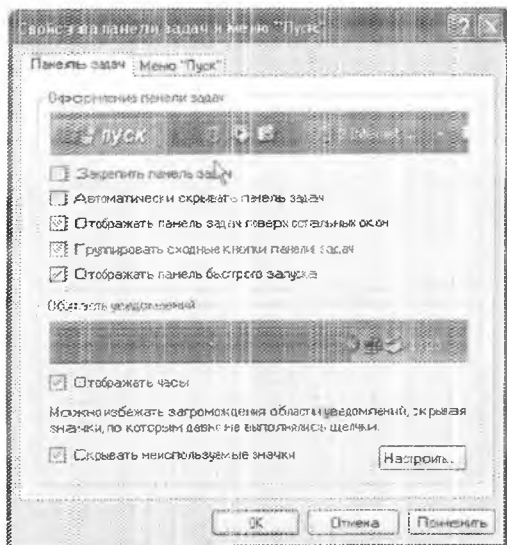 Свойства панели задач и меню "Пуск"
Панель задач
Меню "Пуск"
Оформление панели задач
пуск
2 Internet...
Закрепить панель задач
Автоматически скрывать панель задач
Отображать панель задач поверх остальных окон
Группировать сходные кнопки панели задач
Отображать панель быстрого запуска
Область уведомлений
Отображать часы
Можно избежать загромождения области уведомлений, скрывая
значки, по которым давно не выполнялись щелчки.
Скрывать неиспользуемые значки
Настроить...
ОК
Отмена
Применить